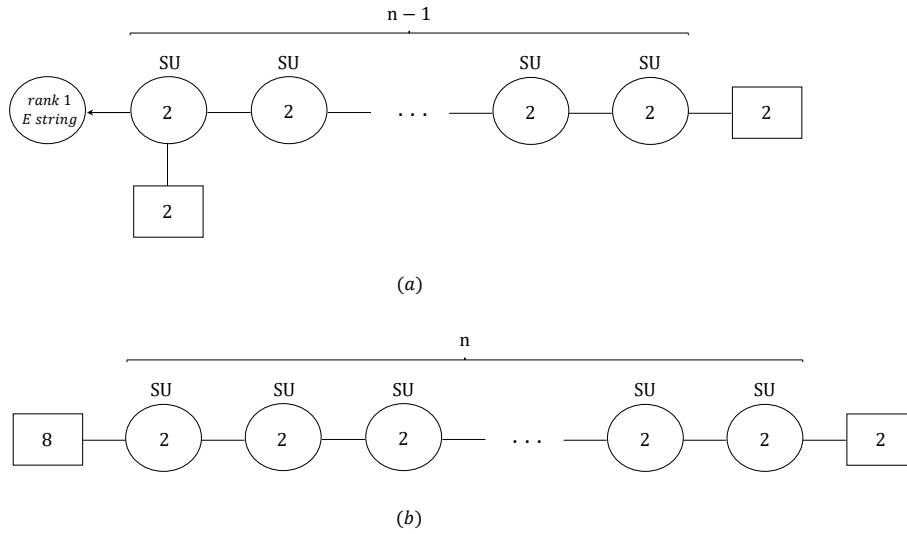 n − 1
SU SU SU SU
rank 1
E string
2 2 . . . 2 2 2
2
(a)
n
SU SU SU SU SU
8 2 2 2 . . . 2 2 2
(b)